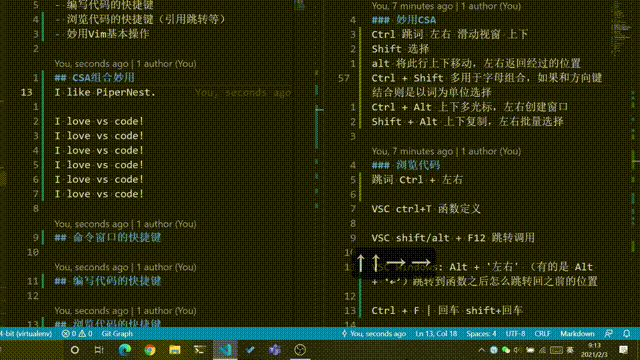 - 编写代码的快捷键
- 浏览代码的快捷键（引用跳转等）
- 妙用Vim基本操作
You, seconds ago | 1 author (You)
## CSA组合妙用
I like PiperNest.    You, seconds ago
I love vs code!
I love vs code!
I love vs code!
I love vs code!
I love vs code!
I love vs code!
You, seconds ago | 1 author (You)
## 命令窗口的快捷键
You, seconds ago | 1 author (You)
## 编写代码的快捷键
You, seconds ago | 1 author (You)
## 浏览代码的快捷键
You, 7 minutes ago | 1 author (You)
### 妙用CSA
Ctrl 跳词 左右 滑动视窗 上下
Shift 选择
alt 将此行上下移动，左右返回经过的位置
Ctrl + Shift 多用于字母组合，如果和方向键
结合则是以词为单位选择
Ctrl + Alt 上下多光标，左右创建窗口
Shift + Alt 上下复制，左右批量选择
You, 7 minutes ago | 1 author (You)
### 浏览代码
跳词 Ctrl + 左右
VSC ctrl+T 函数定义
VSC shift/alt + F12 跳转调用
↑↑→→
Windows: Alt + '左右' （有的是 Alt
+ '+'）跳转到函数之后怎么跳转回之前的位置
Ctrl + F | 回车 shift+回车
4-bit (virtualenv) 0 0 Git Graph You, seconds ago Ln 13, Col 18 Spaces: 4 UTF-8 CRLF Markdown
英 9:13
2021/2/3